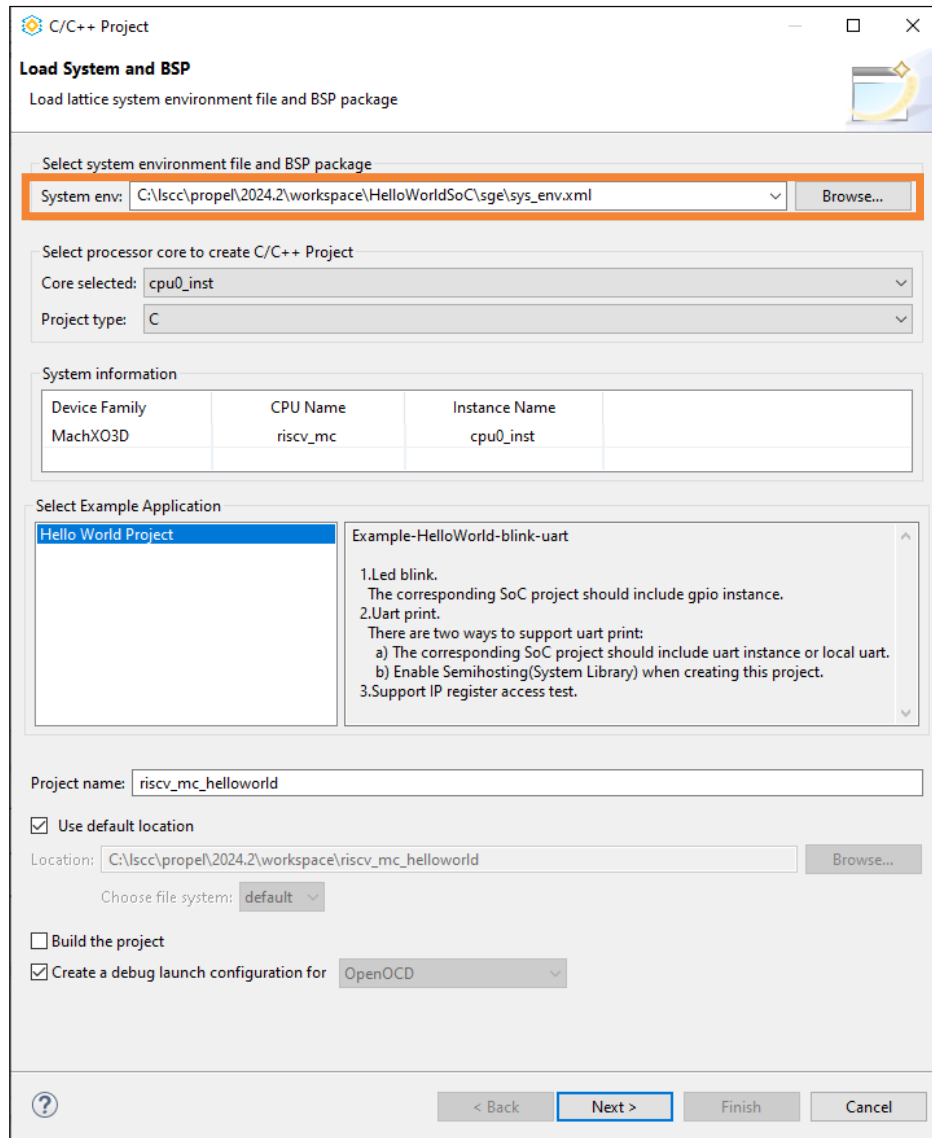 C/C++ Project
Load System and BSP
Load lattice system environment file and BSP package
Select system environment file and BSP package
System env: C:\lscc\propel\2024.2\workspace\HelloWorldSoC\sge\sys_env.xml Browse...
Select processor core to create C/C++ Project
Core selected: cpu0_inst
Project type: C
System information
Device Family CPU Name Instance Name
MachXO3D riscv_mc cpu0_inst
Select Example Application
Hello World Project
Example-HelloWorld-blink-uart
1.Led blink.
The corresponding SoC project should include gpio instance.
2.Uart print.
There are two ways to support uart print:
a) The corresponding SoC project should include uart instance or local uart.
b) Enable Semihosting(System Library) when creating this project.
3.Support IP register access test.
Project name: riscv_mc_helloworld
Use default location
Location: C:\lscc\propel\2024.2\workspace\riscv_mc_helloworld Browse...
Choose file system: default
Build the project
Create a debug launch configuration for OpenOCD
? < Back Next > Finish Cancel